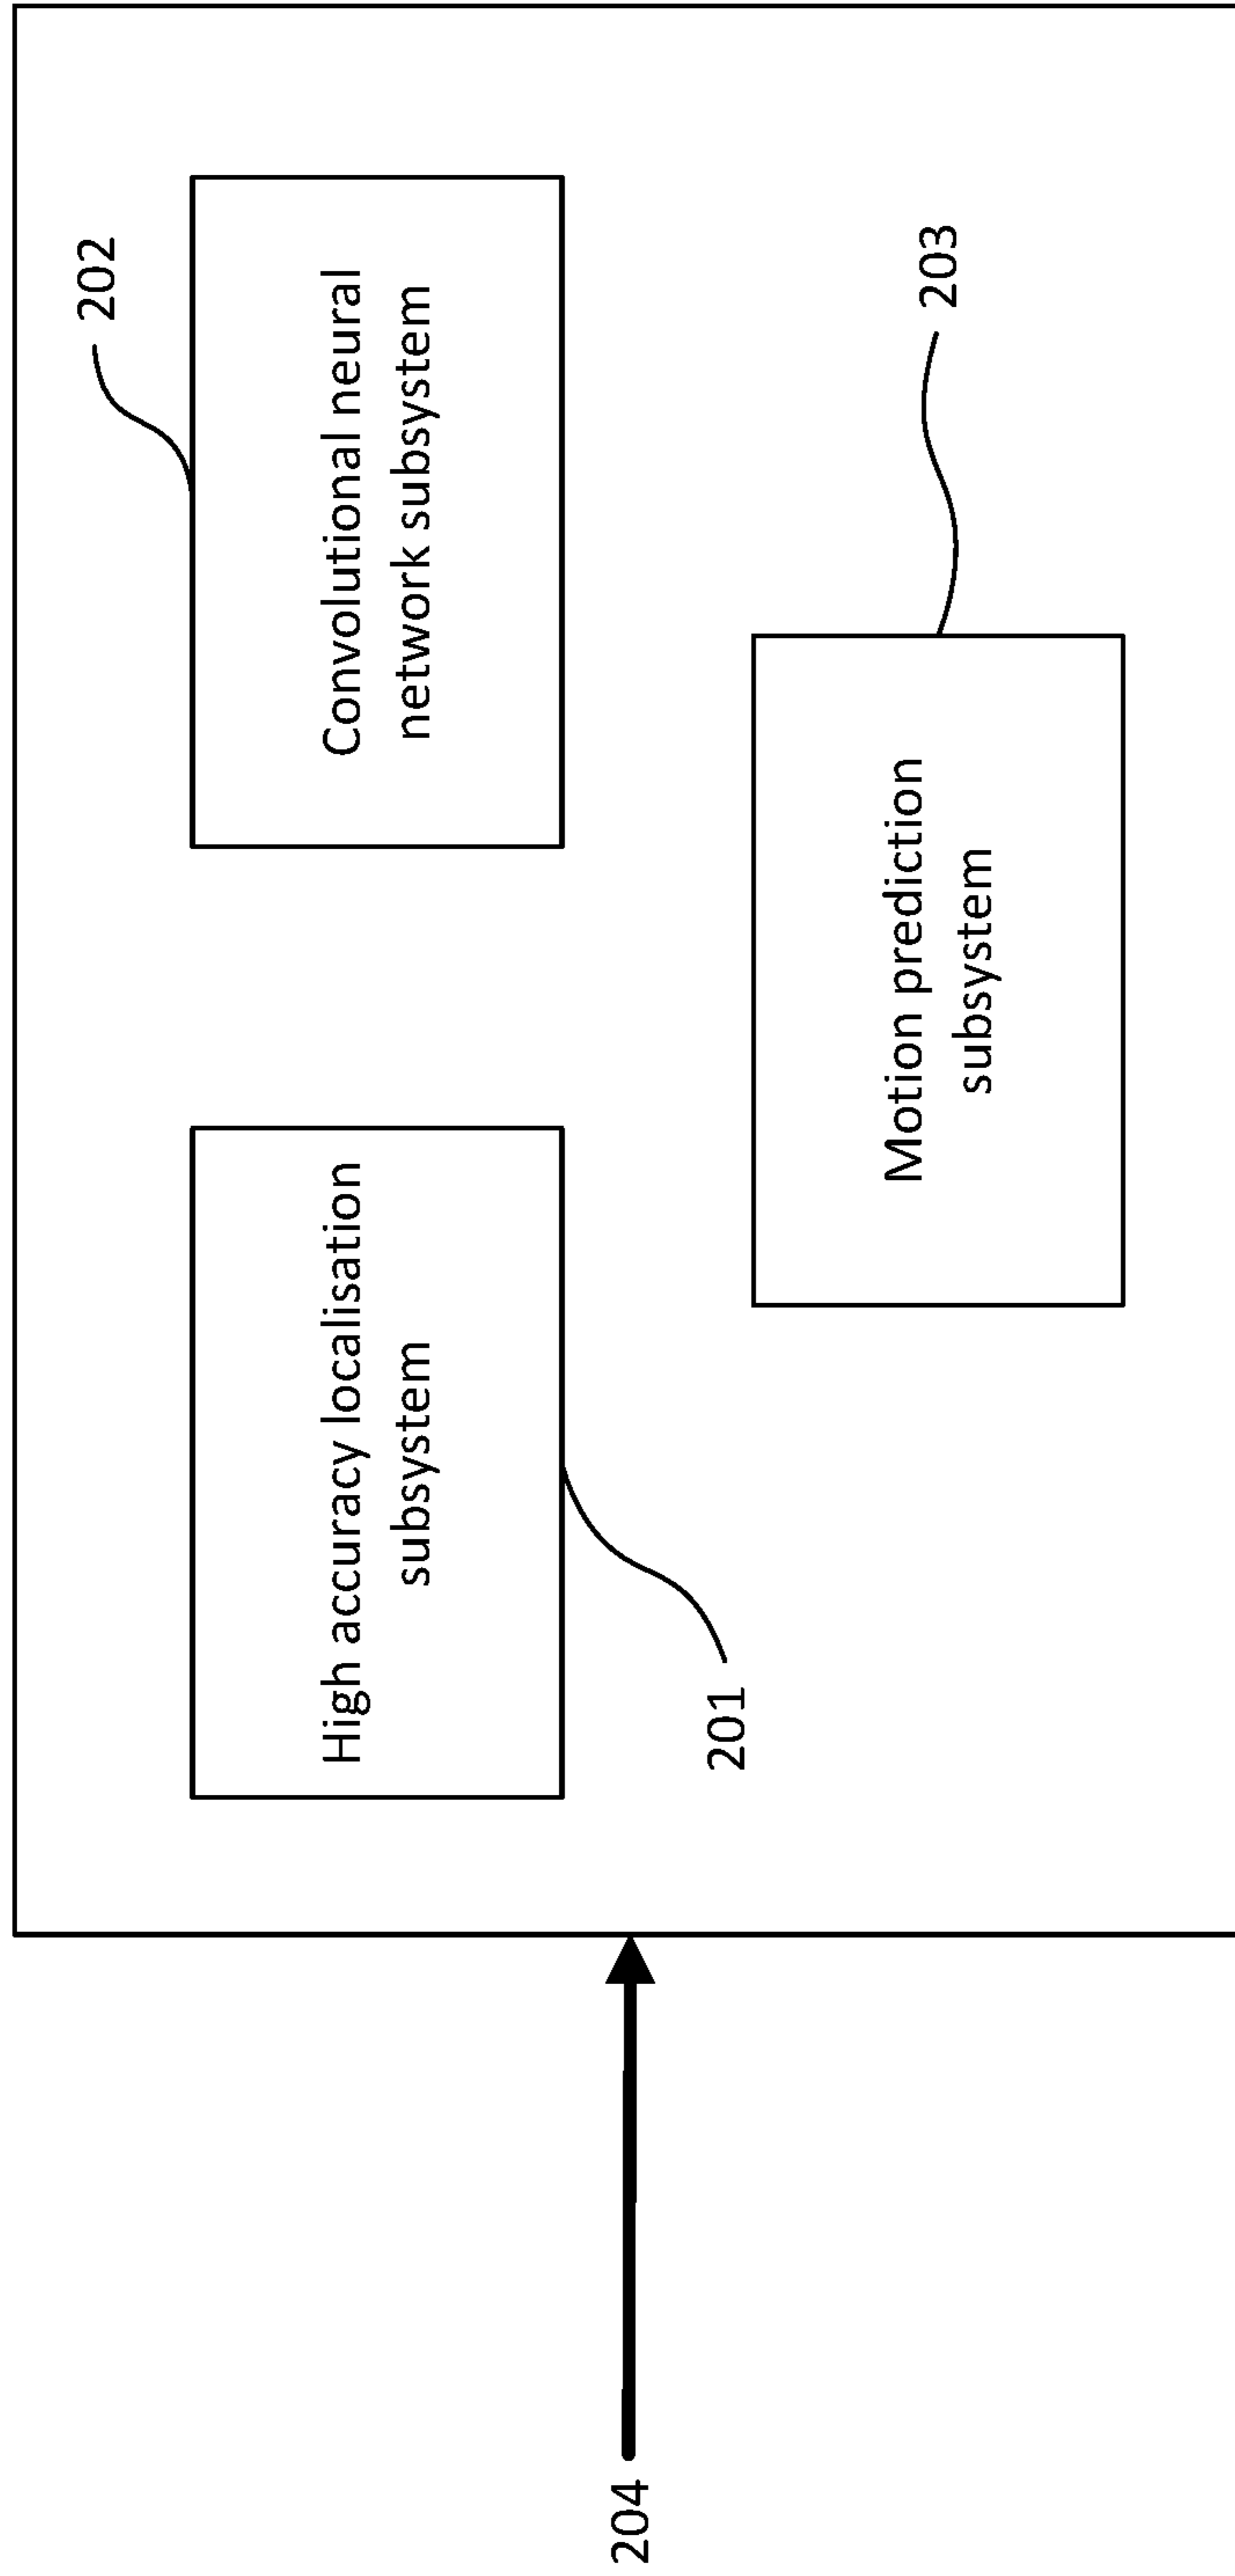 202
High accuracy localisation
subsystem
Convolutional neural
network subsystem
201
204
Motion prediction
subsystem
203